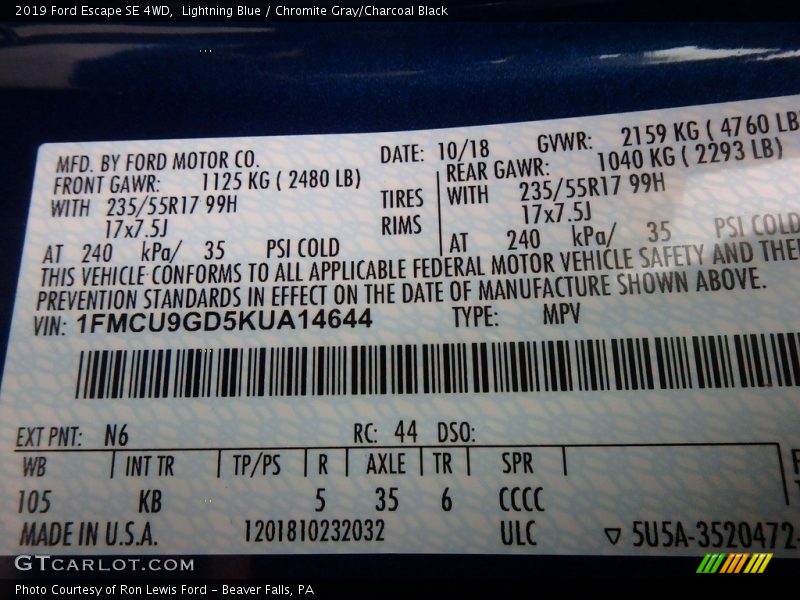 2019 Ford Escape SE 4WD,  Lightning Blue / Chromite Gray/Charcoal Black
MFD. BY FORD MOTOR CO. DATE: 10/18 GVWR: 2159 KG ( 4760 LB)
FRONT GAWR: 1125 KG ( 2480 LB) REAR GAWR: 1040 KG ( 2293 LB)
WITH 235/55R17 99H TIRES WITH 235/55R17 99H
17x7.5J RIMS 17x7.5J
AT 240 kPa/ 35 PSI COLD AT 240 kPa/ 35 PSI COLD
THIS VEHICLE CONFORMS TO ALL APPLICABLE FEDERAL MOTOR VEHICLE SAFETY AND THE
PREVENTION STANDARDS IN EFFECT ON THE DATE OF MANUFACTURE SHOWN ABOVE.
VIN: 1FMCU9GD5KUA14644 TYPE: MPV
EXT PNT: N6 RC: 44 DSO:
WB INT TR TP/PS R AXLE TR SPR
105 KB 5 35 6 CCCC
MADE IN U.S.A. 1201810232032 ULC ▽ 5U5A-3520472-
GTCARLOT.COM
Photo Courtesy of Ron Lewis Ford - Beaver Falls, PA